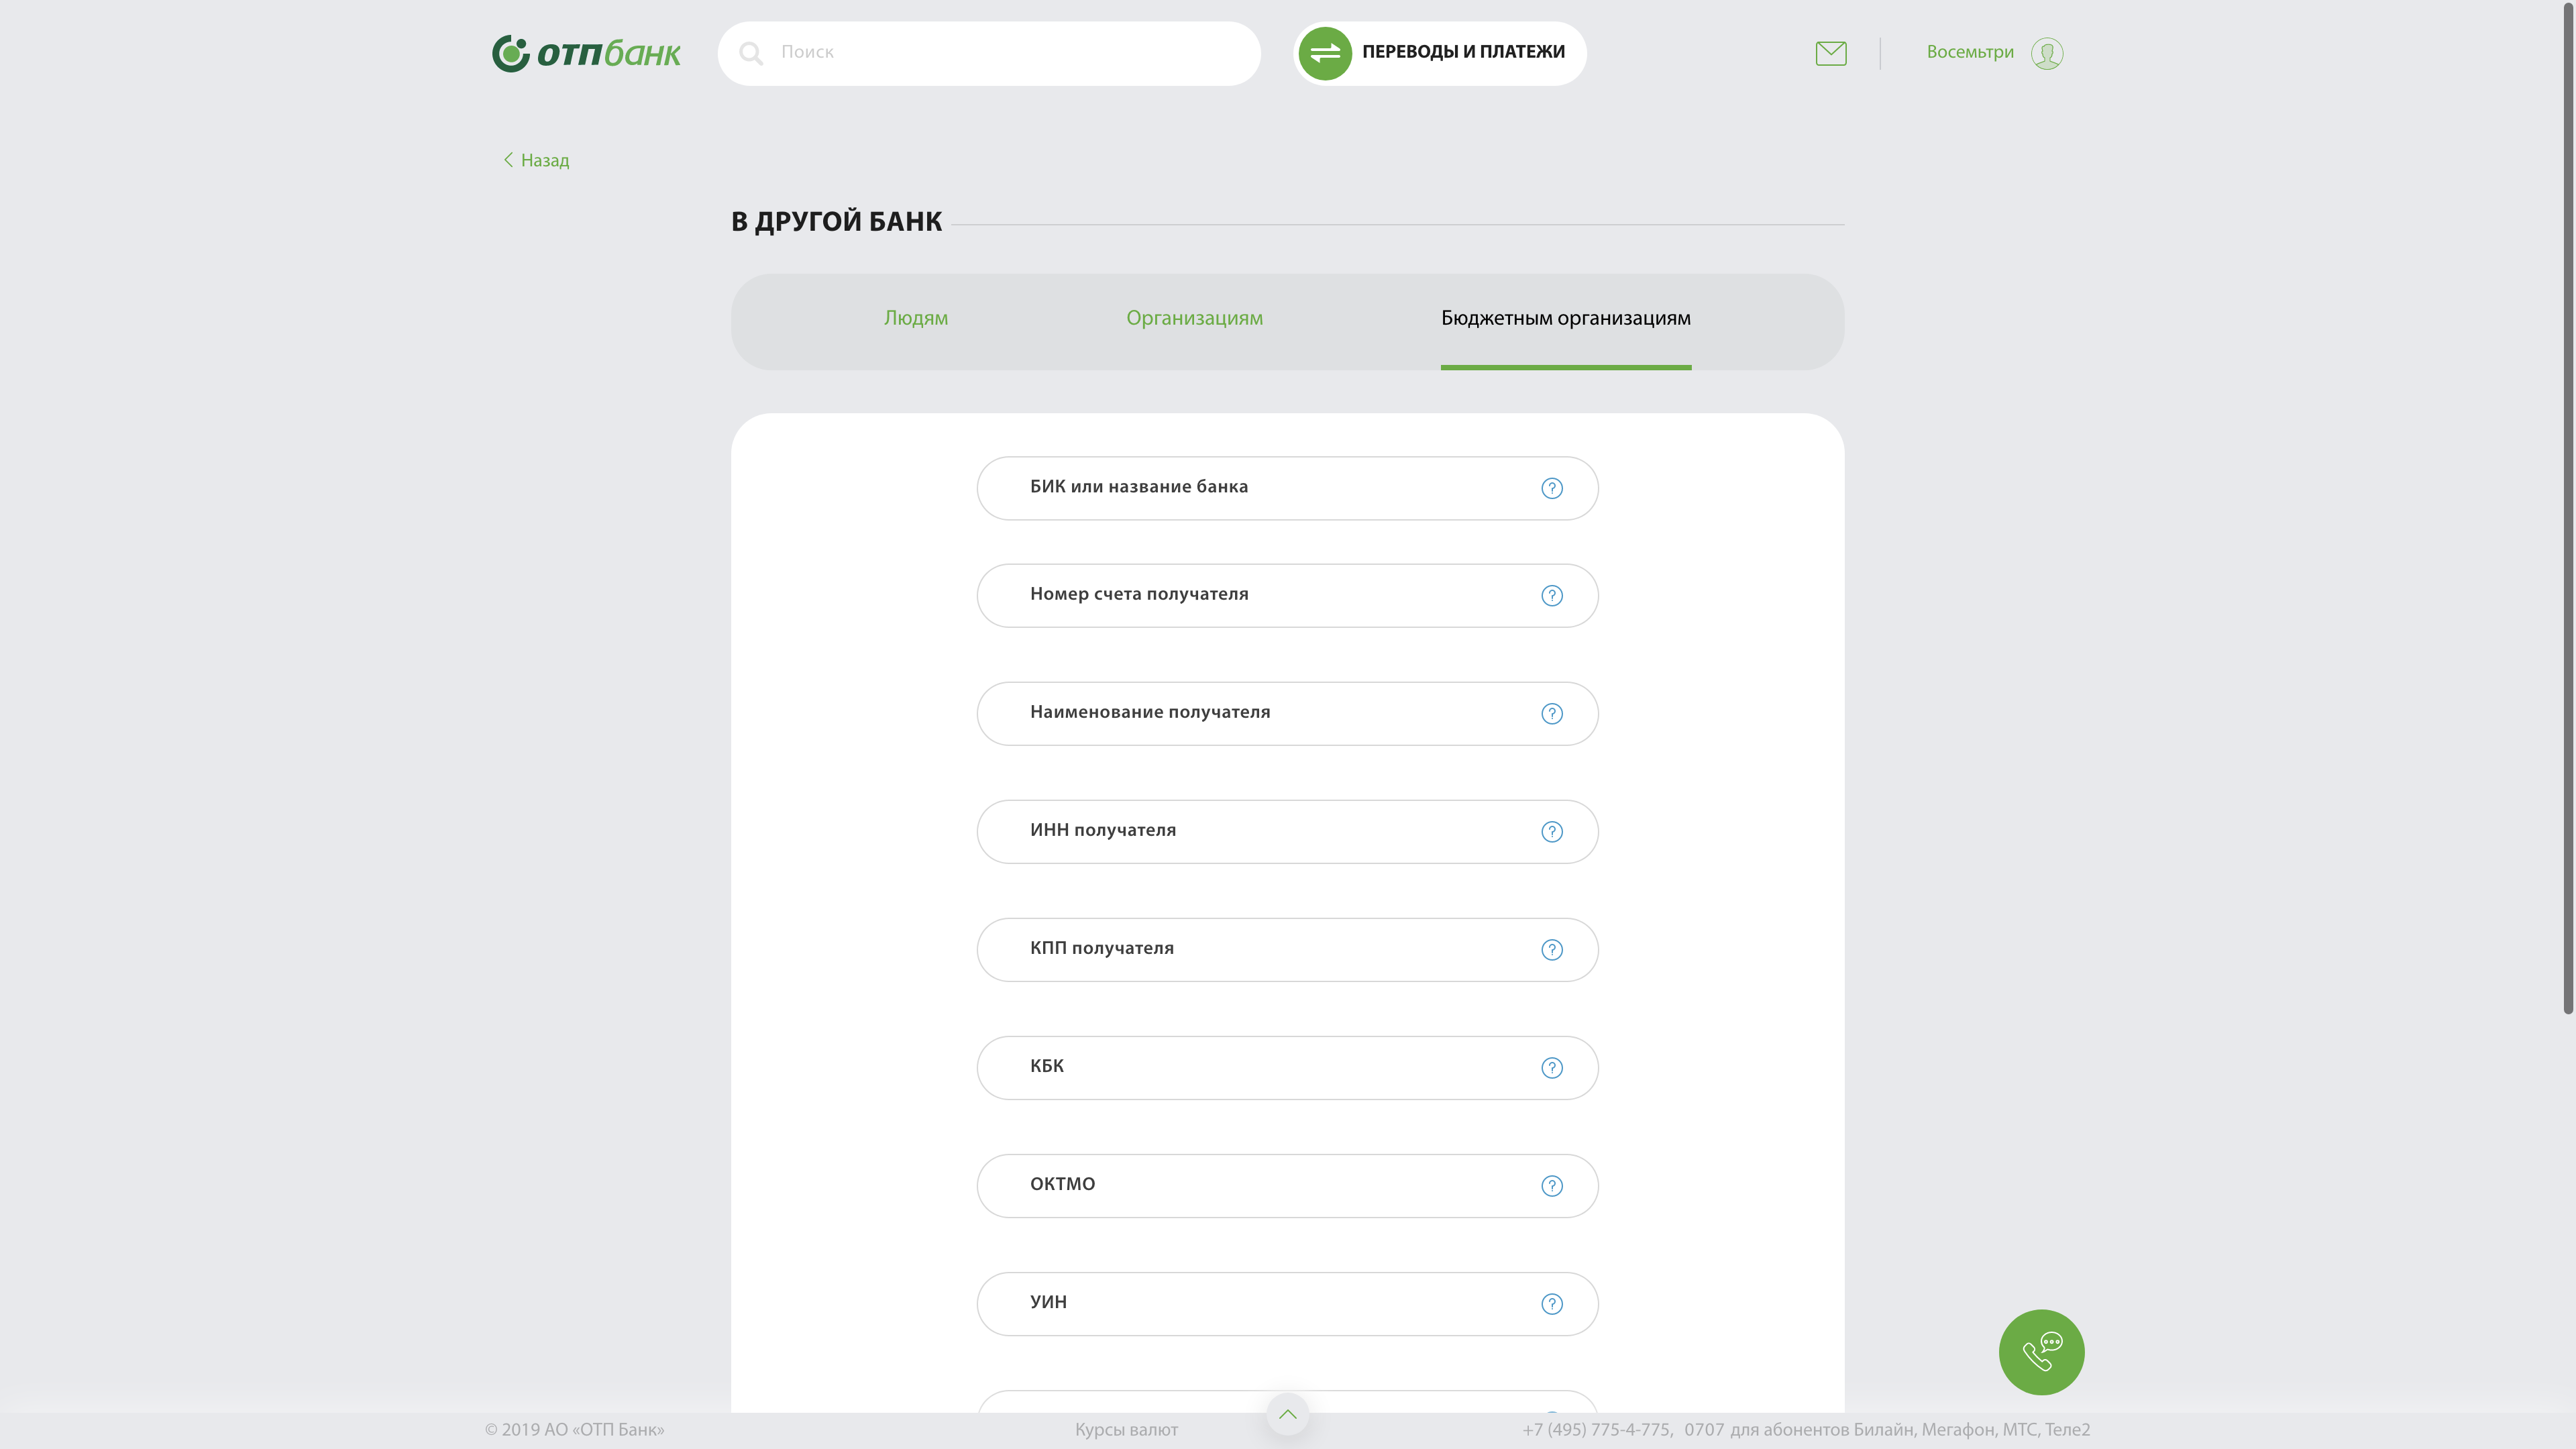 отпбанк
Поиск
ПЕРЕВОДЫ И ПЛАТЕЖИ
Восемьтри
Назад
В ДРУГОЙ БАНК
Людям
Организациям
Бюджетным организациям
БИК или название банка
?
Номер счета получателя
?
Наименование получателя
?
ИНН получателя
?
КПП получателя
?
КБК
?
ОКТМО
?
УИН
?
© 2019 АО «ОТП Банк»
Курсы валют
+7 (495) 775-4-775, 0707 для абонентов Билайн, Мегафон, МТС, Теле2